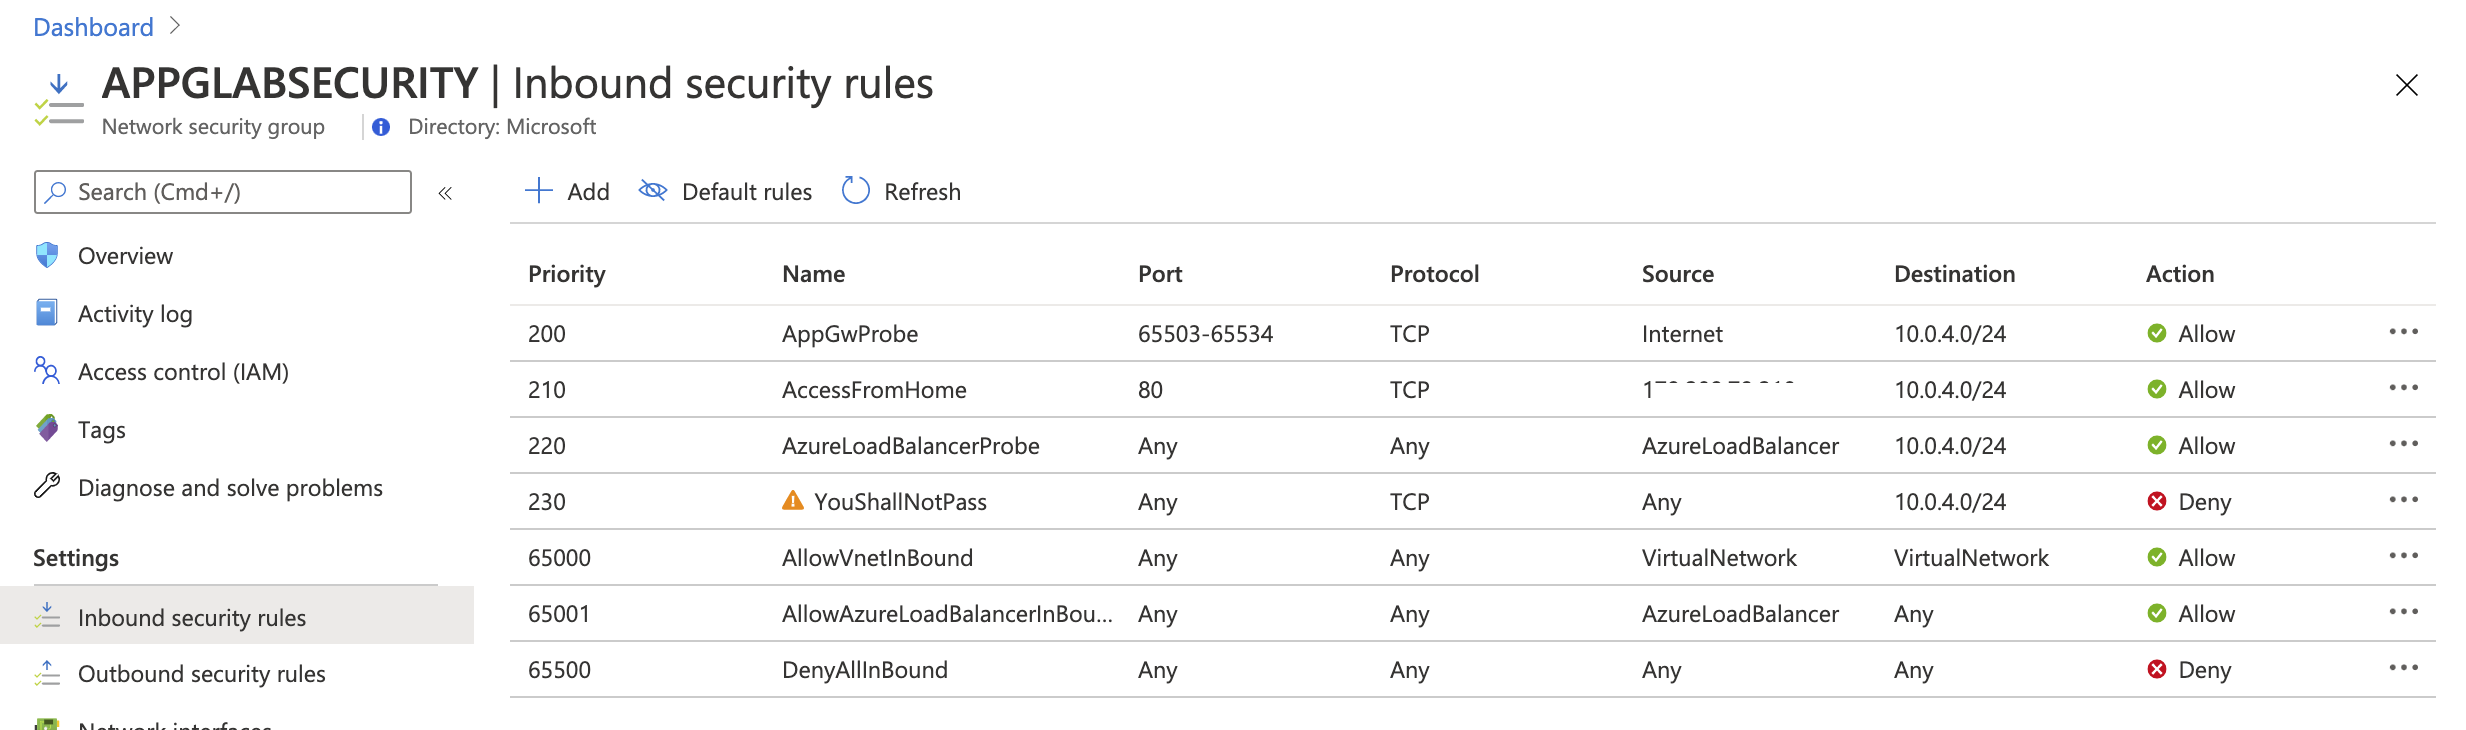 Dashboard
APPGLABSECURITY | Inbound security rules
Network security group
Directory: Microsoft
Search (Cmd+/)
«
Add
Default rules
Refresh
Overview
Activity log
Access control (IAM)
Tags
Diagnose and solve problems
Settings
Inbound security rules
Outbound security rules
Network interfaces
Priority Name Port Protocol Source Destination Action
200 AppGwProbe 65503-65534 TCP Internet 10.0.4.0/24 Allow
210 AccessFromHome 80 TCP 10.0.4.0/24 Allow
220 AzureLoadBalancerProbe Any Any AzureLoadBalancer 10.0.4.0/24 Allow
230 YouShallNotPass Any TCP Any 10.0.4.0/24 Deny
65000 AllowVnetInBound Any Any VirtualNetwork VirtualNetwork Allow
65001 AllowAzureLoadBalancerInBou... Any Any AzureLoadBalancer Any Allow
65500 DenyAllInBound Any Any Any Any Deny